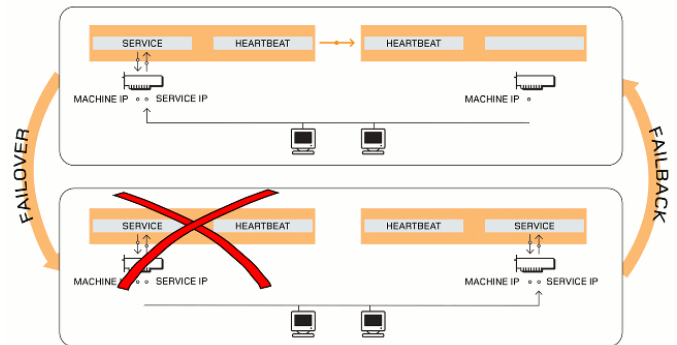 SERVICE HEARTBEAT HEARTBEAT
MACHINE IP SERVICE IP MACHINE IP
FAILOVER
FAILBACK
SERVICE HEARTBEAT HEARTBEAT SERVICE
MACHINE IP SERVICE IP MACHINE IP SERVICE IP